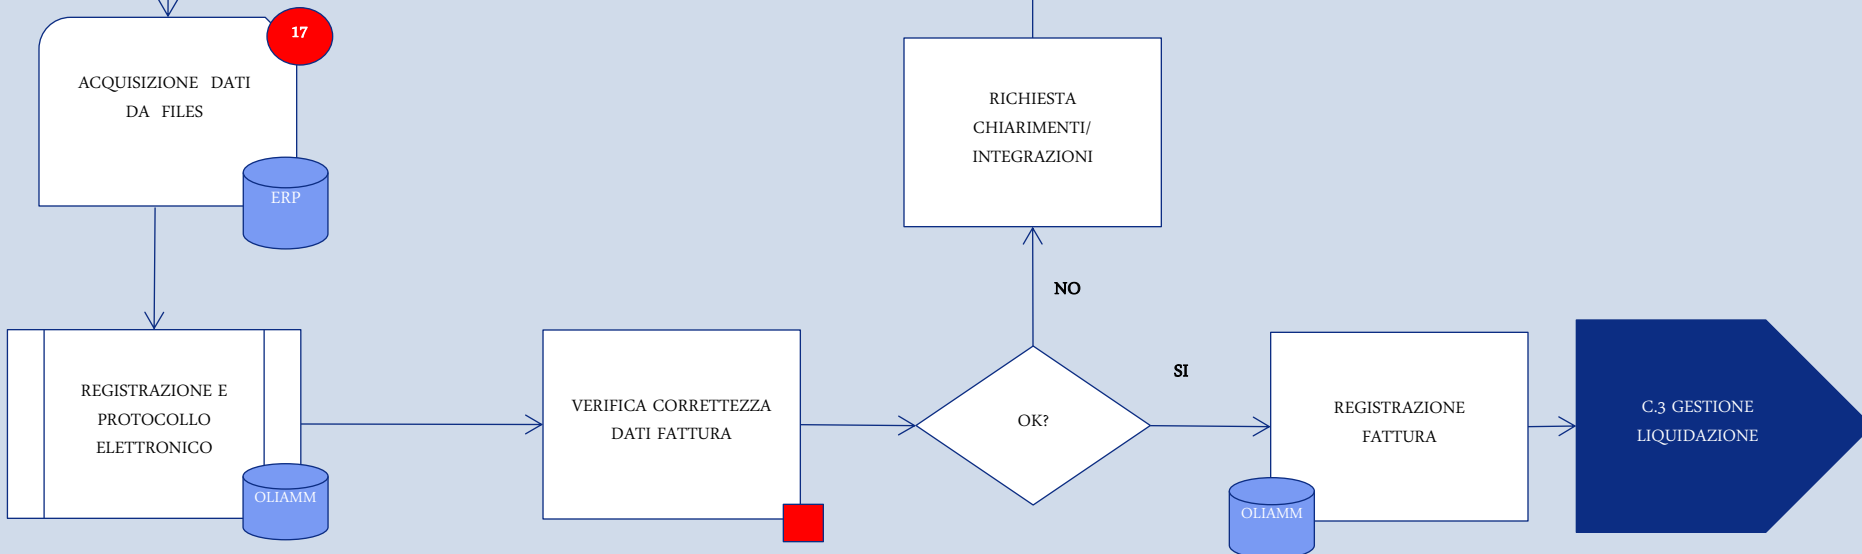 17
ACQUISIZIONE DATI
DA FILES
ERP
RICHIESTA
CHIARIMENTI/
INTEGRAZIONI
NO
REGISTRAZIONE E
PROTOCOLLO
ELETTRONICO
OLIAMM
VERIFICA CORRETTEZZA
DATI FATTURA
OK?
SI
REGISTRAZIONE
FATTURA
OLIAMM
C.3 GESTIONE
LIQUIDAZIONE